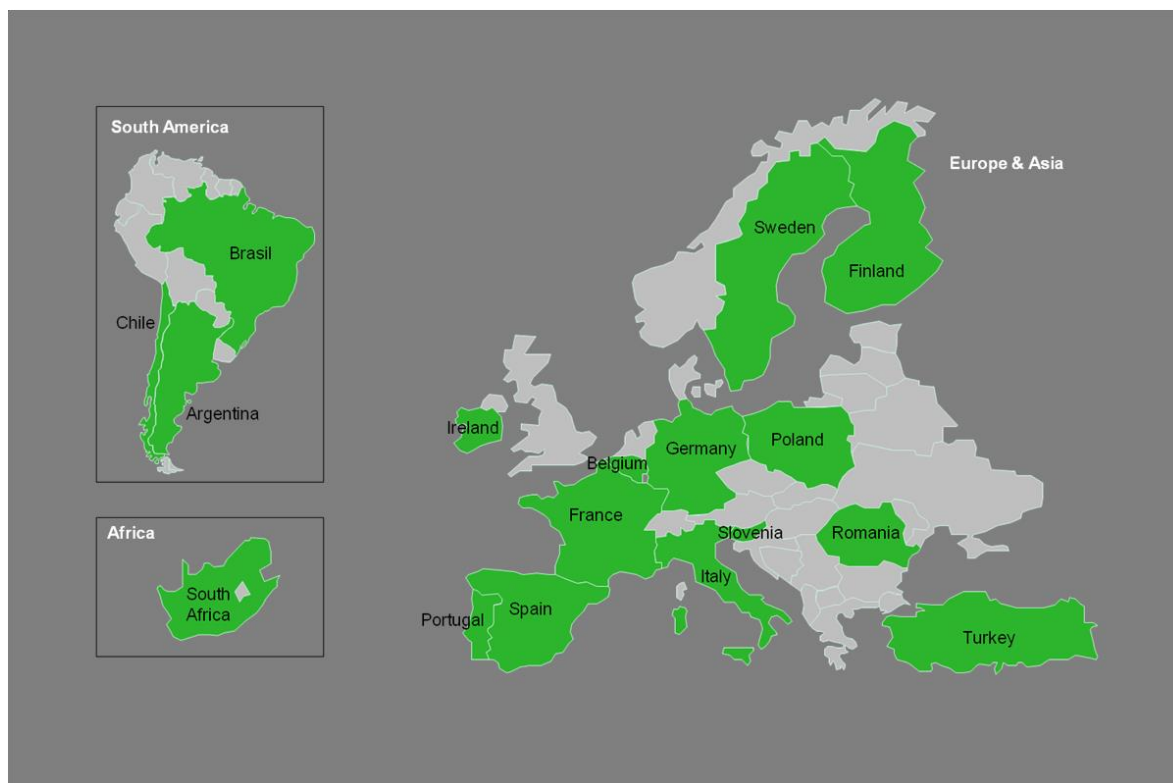 South America
Brasil
Chile
Argentina
Africa
South
Africa
Europe & Asia
Sweden
Finland
Ireland
Belgium
Germany
Poland
France
Slovenia
Romania
Italy
Portugal
Spain
Turkey